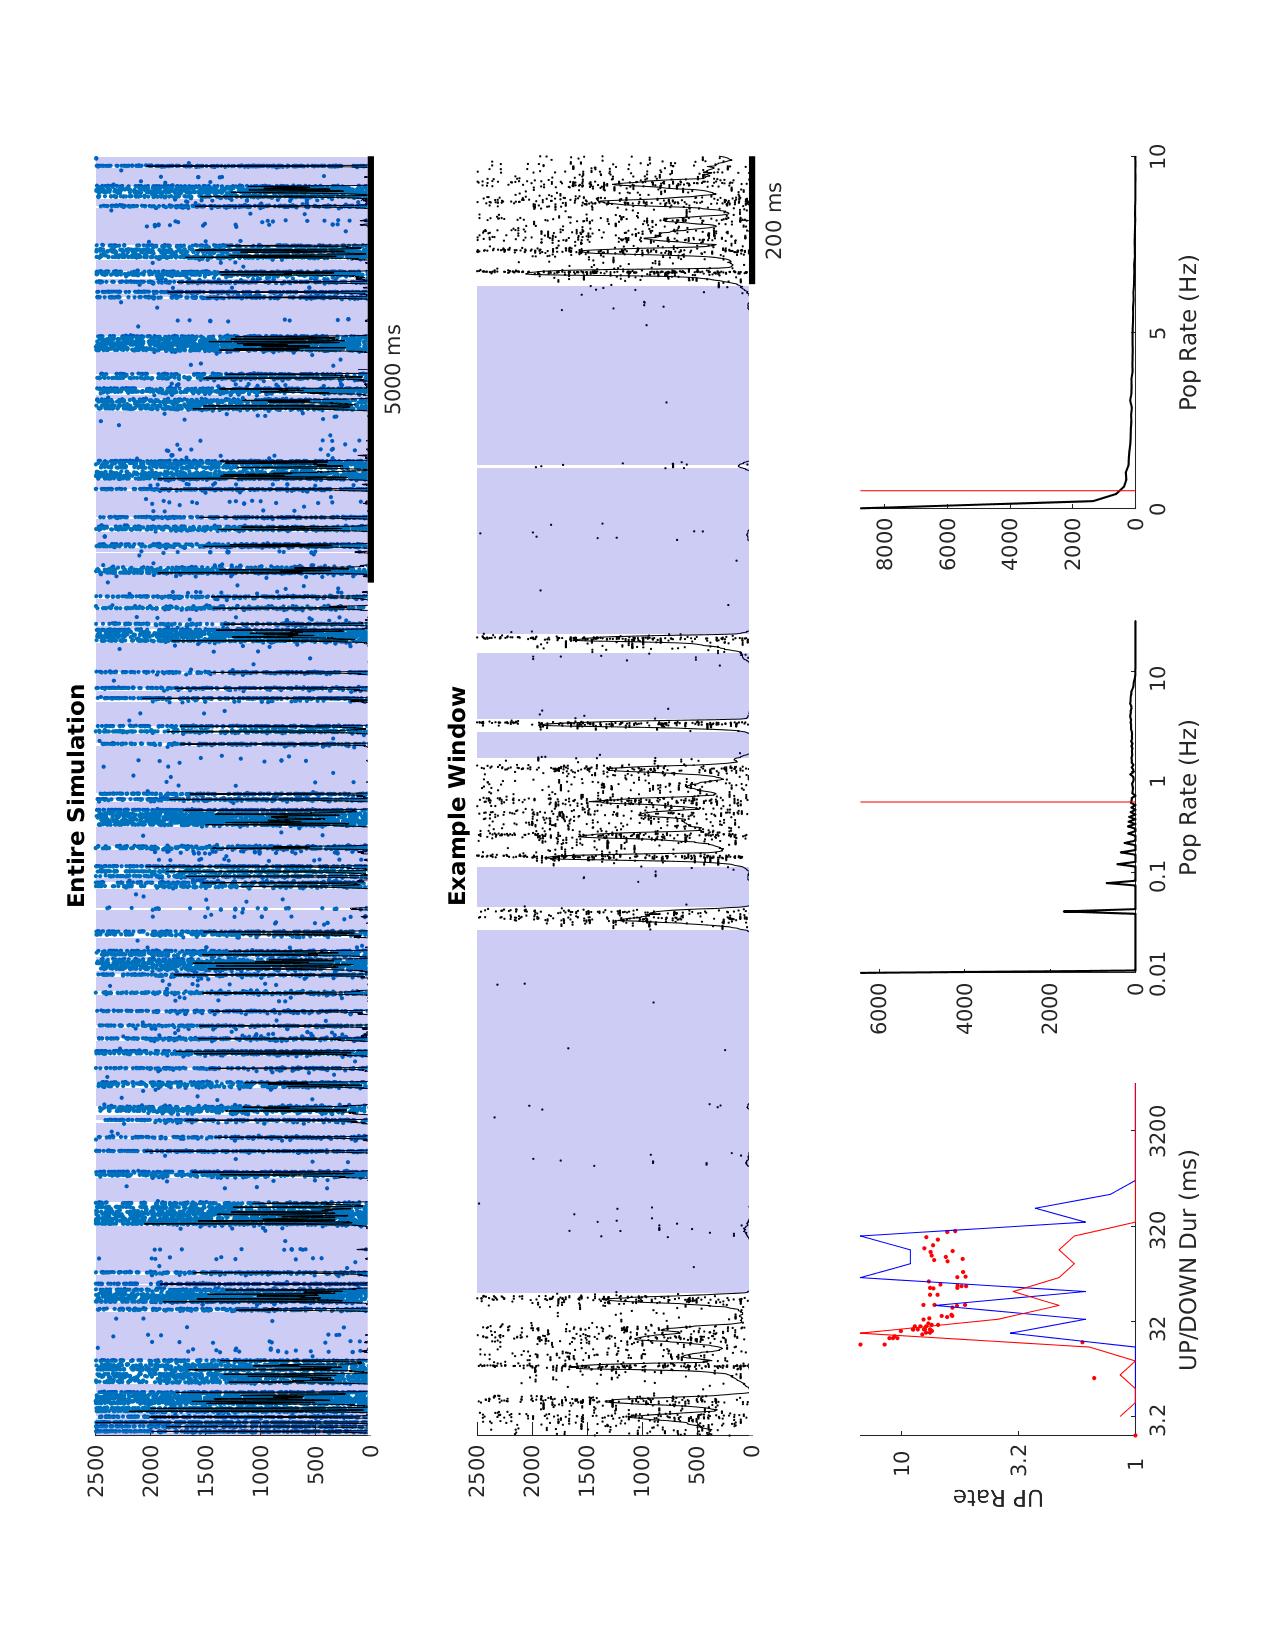 Entire Simulation
2500
2000
1500
1000
500
0
5000 ms
Example Window
2500
2000
1500
1000
500
0
200 ms
UP Rate
10
3.2
1
3.2 32 320 3200
UP/DOWN Dur (ms)
6000
4000
2000
0
0.01 0.1 1 10
Pop Rate (Hz)
8000
6000
4000
2000
0
0 5 10
Pop Rate (Hz)